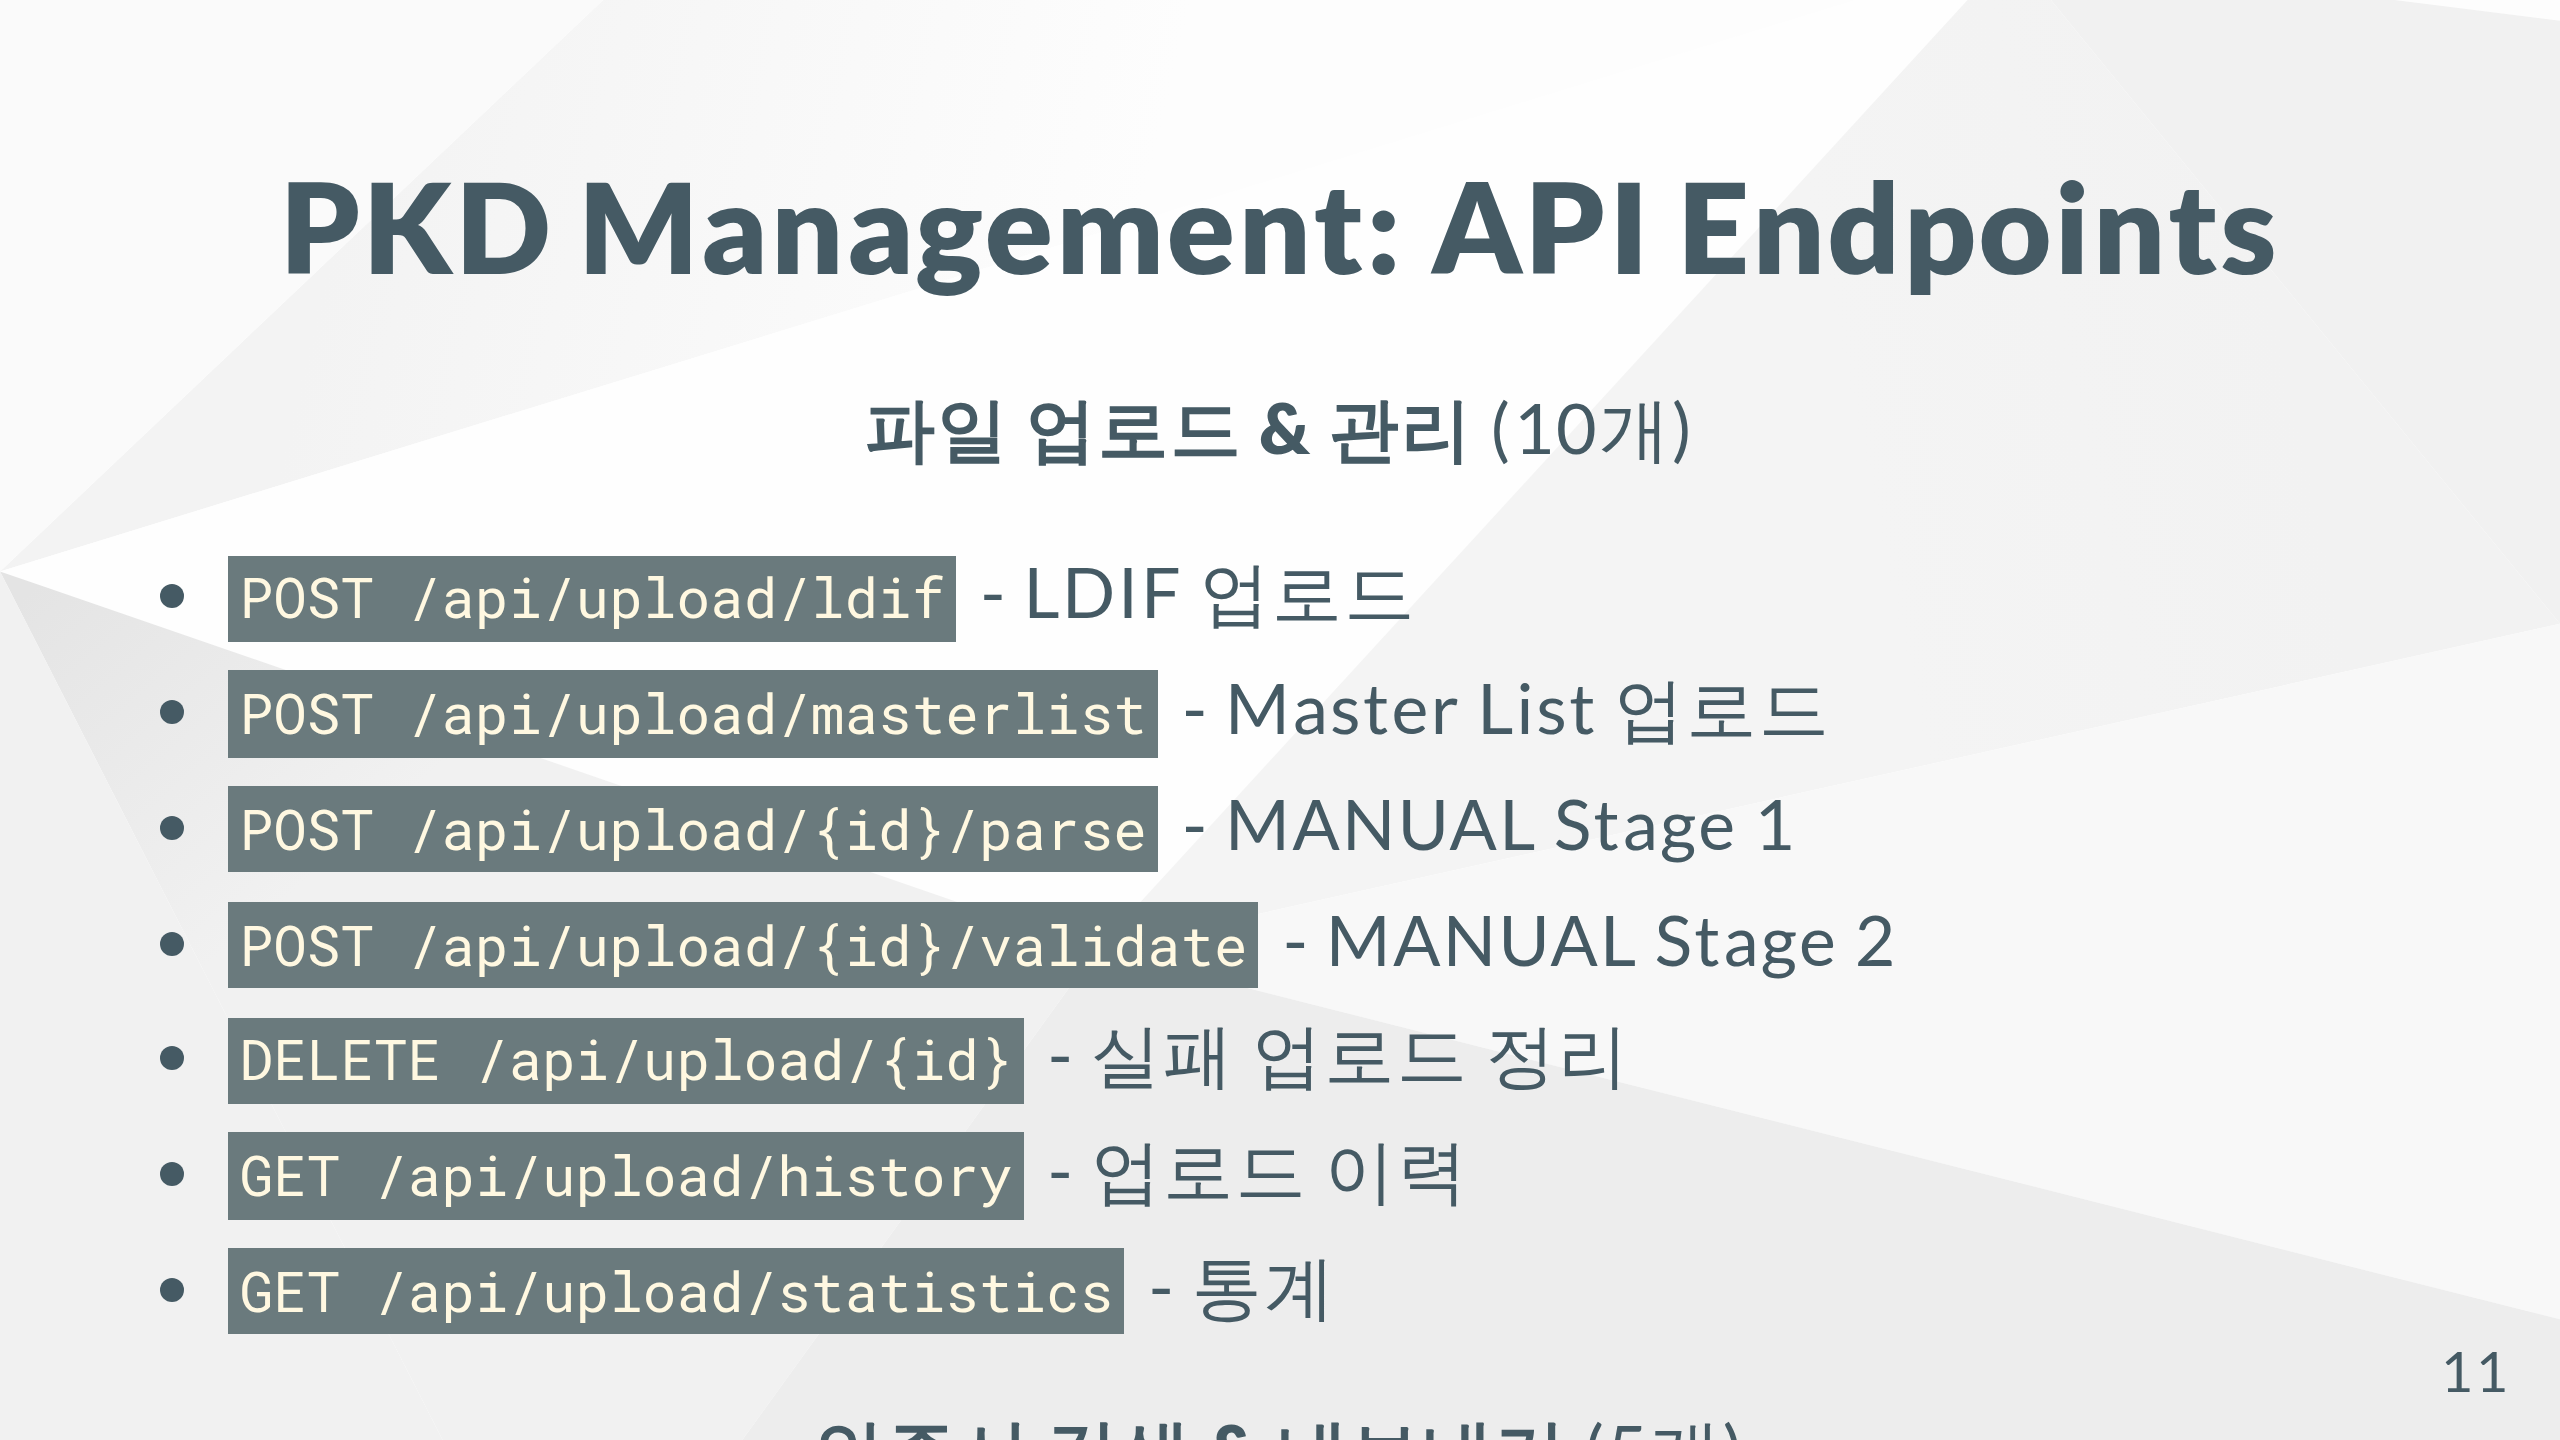 PKD Management: API Endpoints
파일 업로드 & 관리 (10개)
POST /api/upload/ldif - LDIF 업로드
POST /api/upload/masterlist - Master List 업로드
POST /api/upload/{id}/parse - MANUAL Stage 1
POST /api/upload/{id}/validate - MANUAL Stage 2
DELETE /api/upload/{id} - 실패 업로드 정리
GET /api/upload/history - 업로드 이력
GET /api/upload/statistics - 통계
11